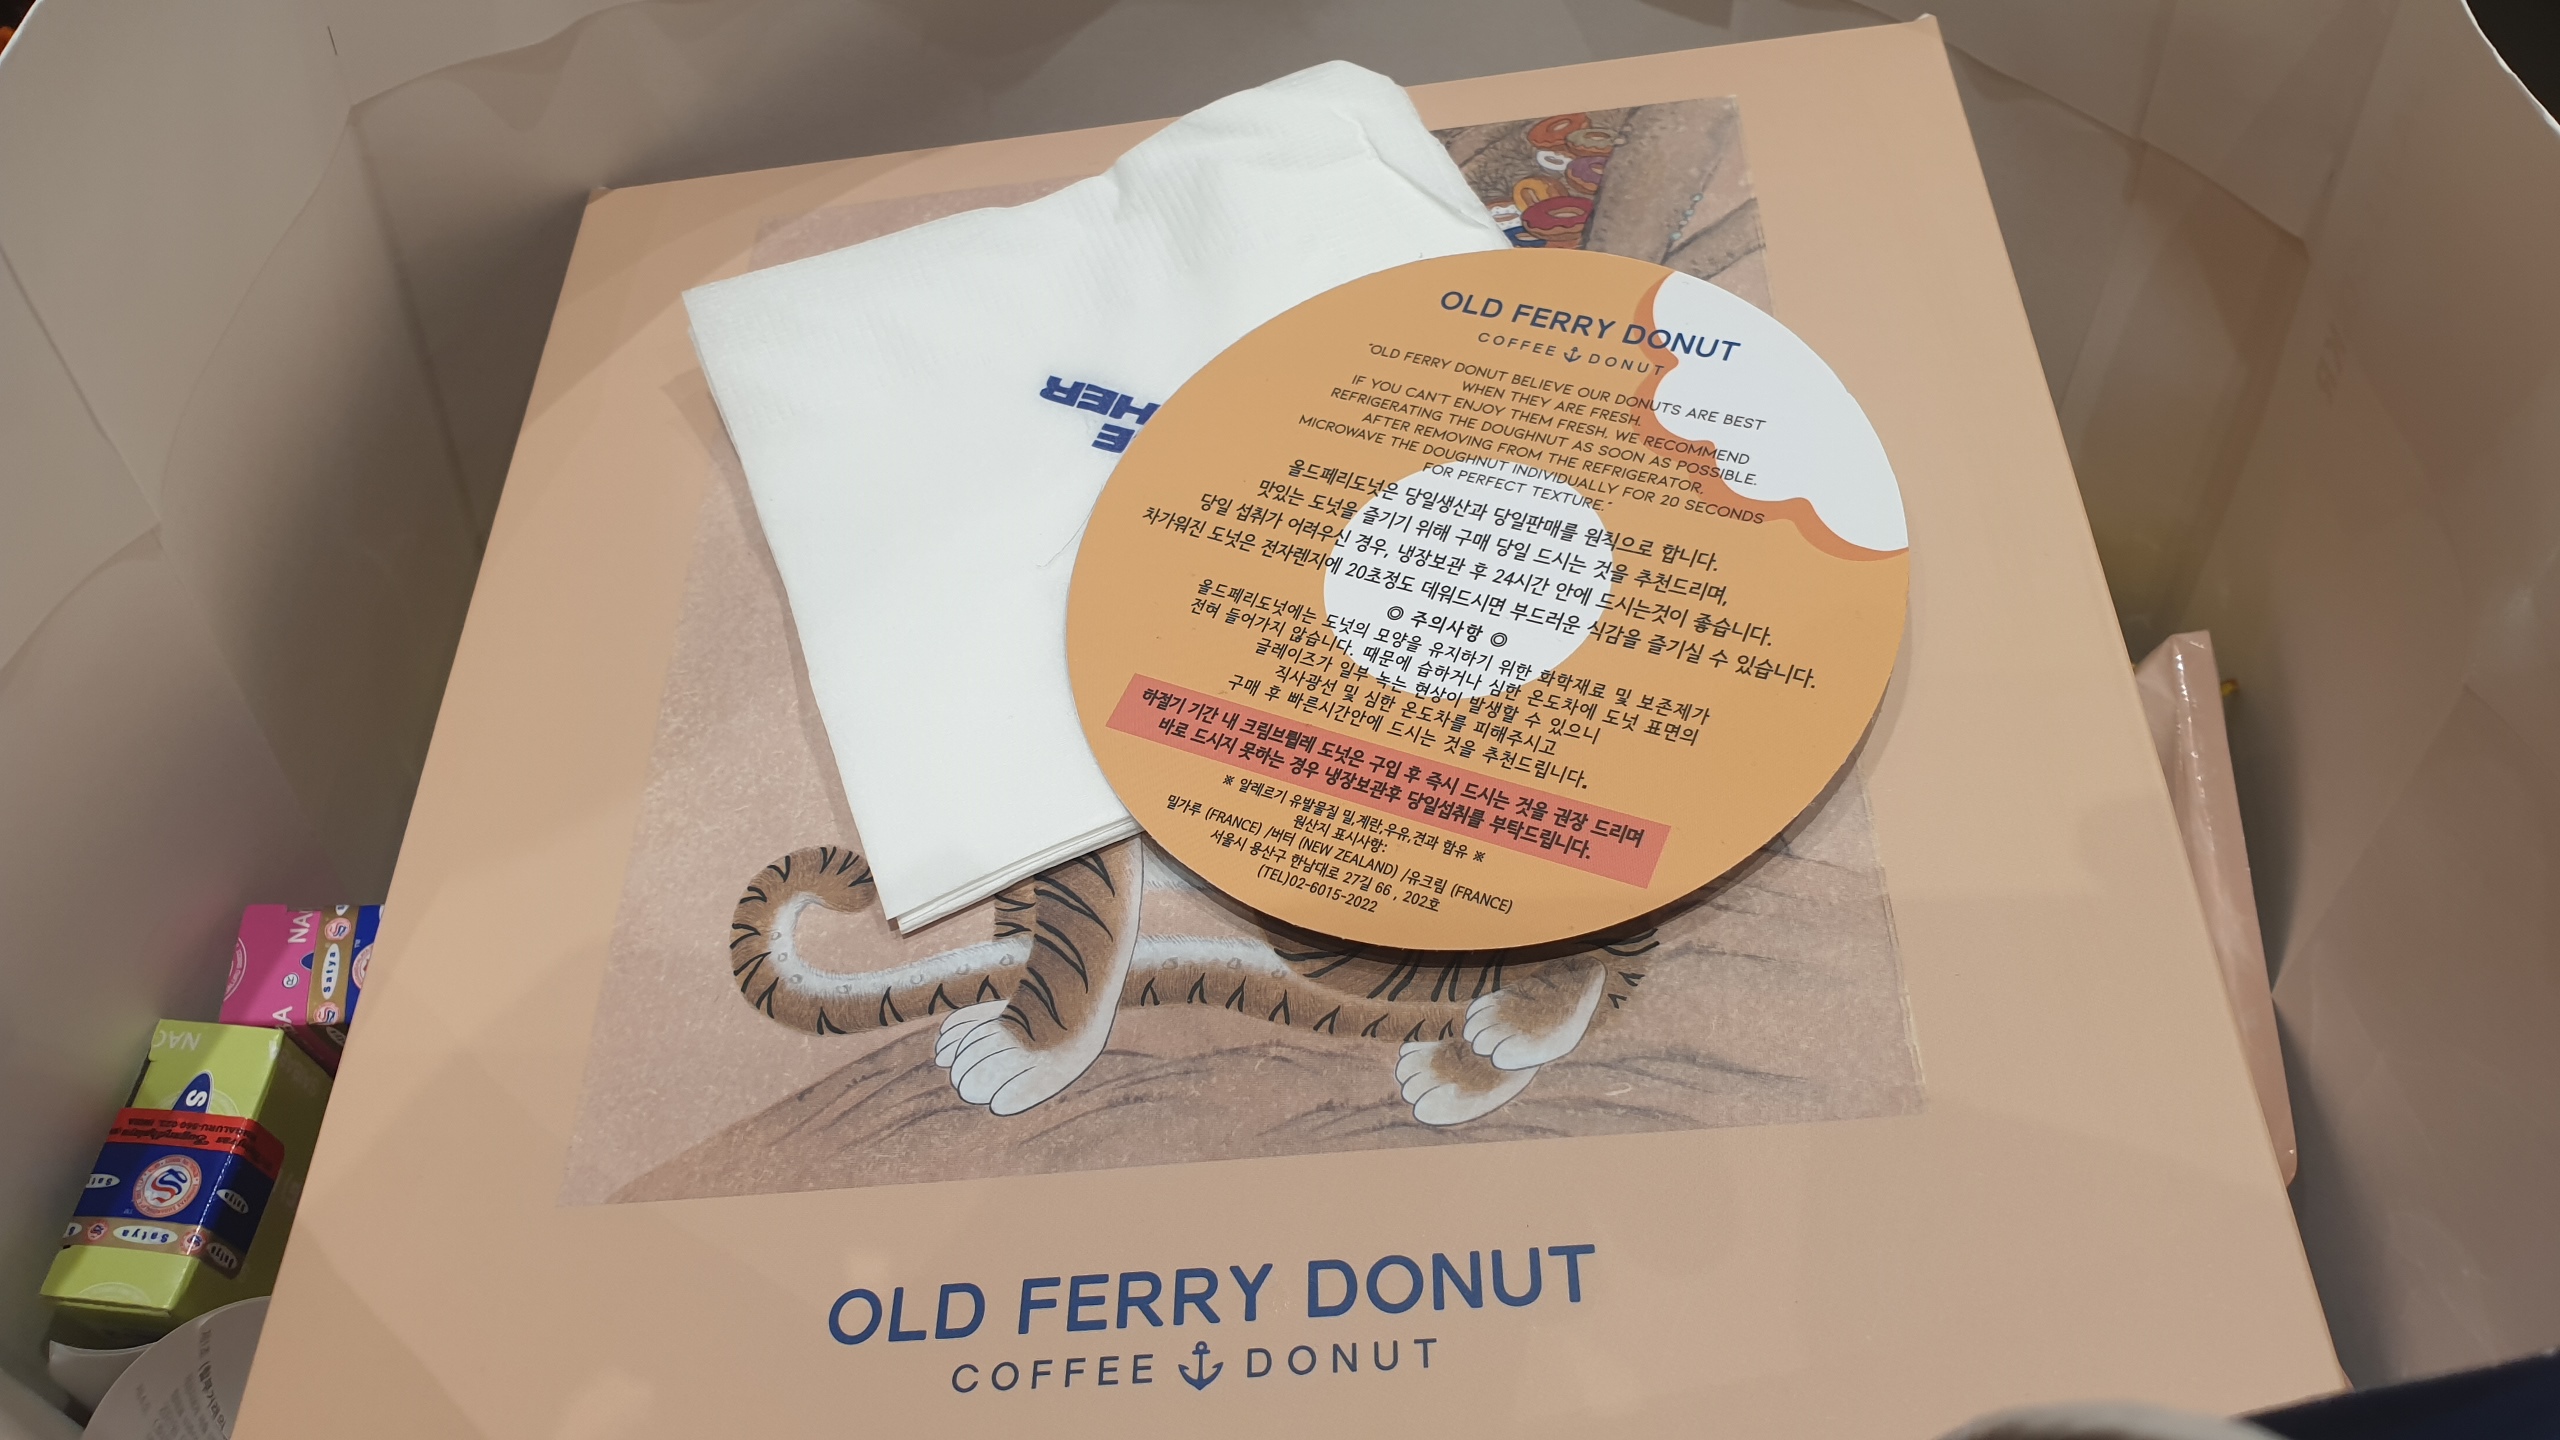 OLD FERRY DONUT
COFFEE DONUT
"OLD FERRY DONUT BELIEVE OUR DONUTS ARE BEST
WHEN THEY ARE FRESH.
IF YOU CAN'T ENJOY THEM FRESH. WE RECOMMEND
REFRIGERATING THE DOUGHNUT AS SOON AS POSSIBLE.
AFTER REMOVING FROM THE REFRIGERATOR,
MICROWAVE THE DOUGHNUT INDIVIDUALLY FOR 20 SECONDS
FOR PERFECT TEXTURE."
올드페리도넛은 당일생산과 당일판매를 원칙으로 합니다.
맛있는 도넛을 즐기기 위해 구매 당일 드시는 것을 추천드리며,
당일 섭취가 어려우신 경우, 냉장보관 후 24시간 안에 드시는것이 좋습니다.
차가워진 도넛은 전자렌지에 20초정도 데워드시면 부드러운 식감을 즐기실 수 있습니다.
◎ 주의사항 ◎
올드페리도넛에는 도넛의 모양을 유지하기 위한 화학재료 및 보존제가
전혀 들어가지 않습니다. 때문에 습하거나 심한 온도차에 도넛 표면의
글레이즈가 일부 녹는 현상이 발생할 수 있으니
직사광선 및 심한 온도차를 피해주시고
구매 후 빠른시간안에 드시는 것을 추천드립니다.
하절기 기간 내 크림브륄레 도넛은 구입 후 즉시 드시는 것을 권장 드리며
바로 드시지 못하는 경우 냉장보관후 당일섭취를 부탁드립니다.
※ 알레르기 유발물질 밀,계란,우유,견과 함유 ※
원산지 표시사항:
밀가루 (FRANCE) /버터 (NEW ZEALAND) /유크림 (FRANCE)
서울시 용산구 한남대로 27길 66 , 202호
(TEL)02-6015-2022
HER
E
NA
A
Satya
NAC
S
Satya
Satya
Satya
OLD FERRY DONUT
COFFEE DONUT